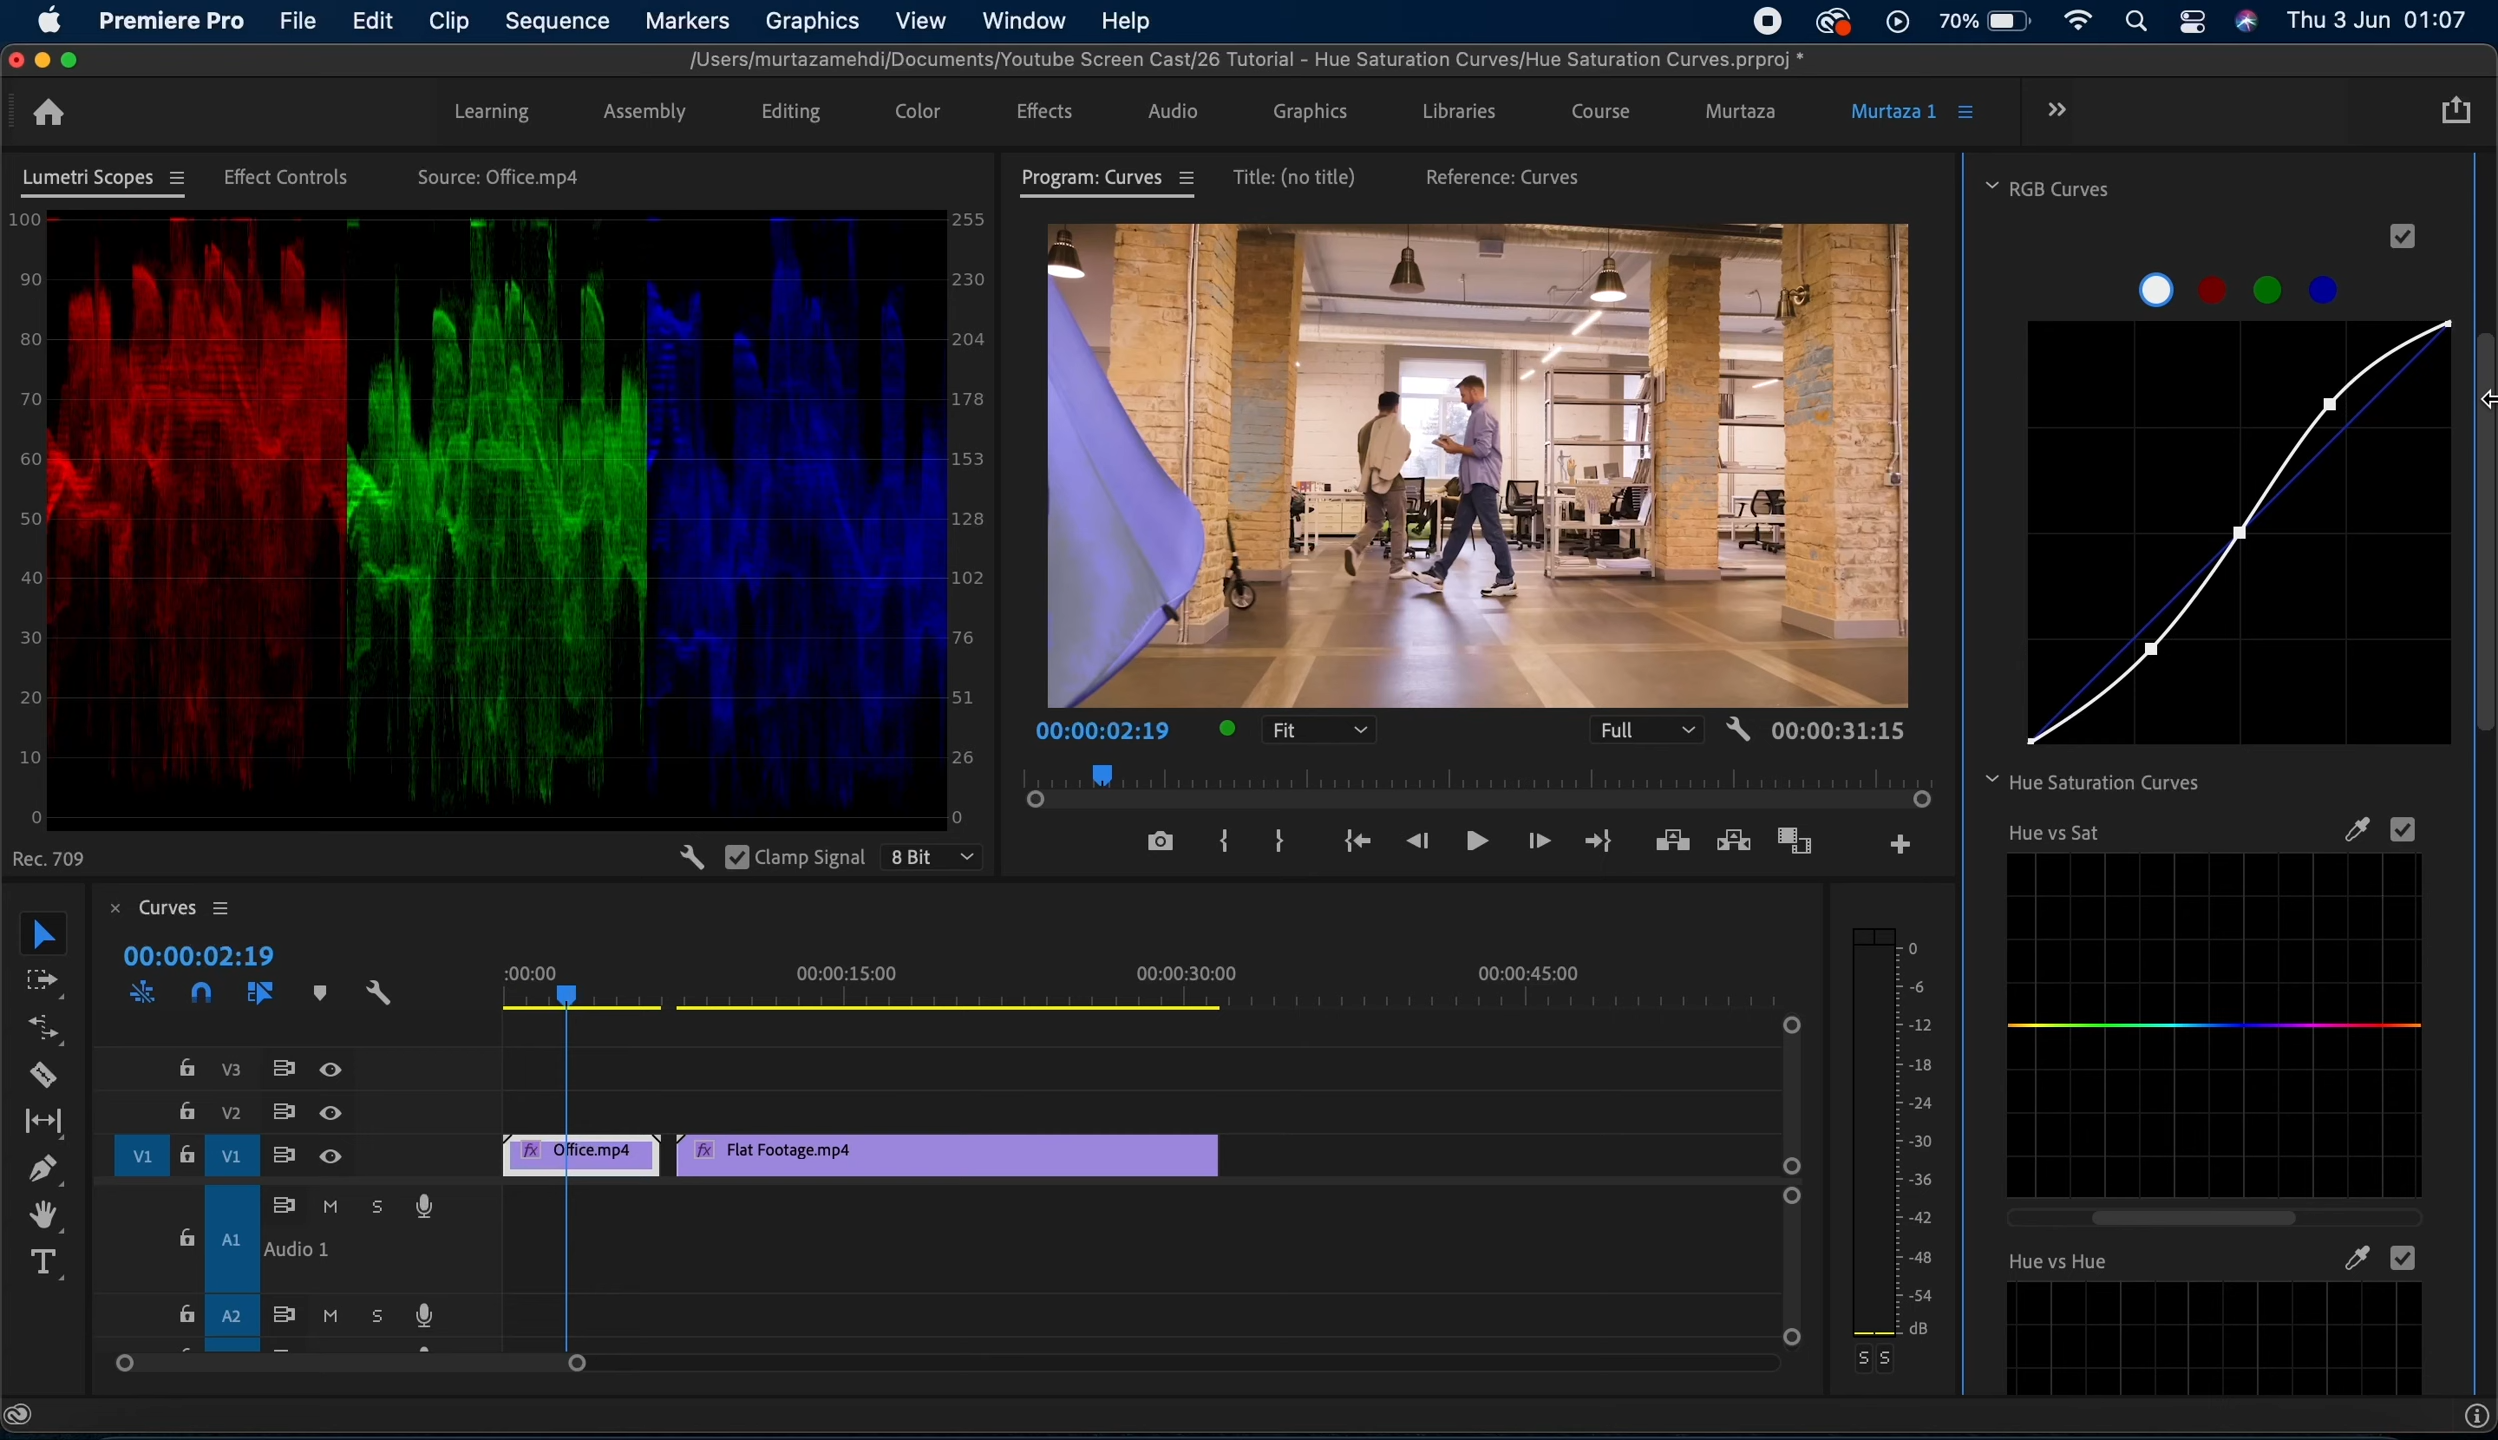 Premiere Pro File Edit Clip Sequence Markers Graphics View Window Help 70% Thu 3 Jun 01:07
/Users/murtazamehdi/Documents/Youtube Screen Cast/26 Tutorial - Hue Saturation Curves/Hue Saturation Curves.prproj *
Learning Assembly Editing Color Effects Audio Graphics Libraries Course Murtaza Murtaza 1
Lumetri Scopes Effect Controls Source: Office.mp4
100 255
90 230
80 204
70 178
60 153
50 128
40 102
30 76
20 51
10 26
0 0
Rec. 709 Clamp Signal 8 Bit
Program: Curves Title: (no title) Reference: Curves
00:00:02:19 Fit Full 00:00:31:15
RGB Curves
Hue Saturation Curves
Hue vs Sat
Hue vs Hue
Curves
00:00:02:19
:00:00 00:00:15:00 00:00:30:00 00:00:45:00
V3
V2
V1 V1 Office.mp4 Flat Footage.mp4
M S
A1 Audio 1
A2 M S
0
-6
-12
-18
-24
-30
-36
-42
-48
-54
dB
S S